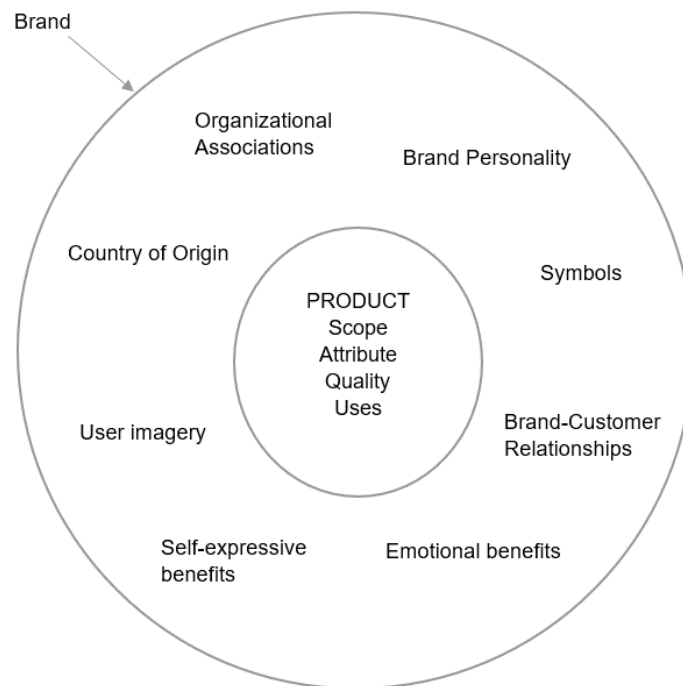 Brand
Organizational
Associations
Brand Personality
Country of Origin
Symbols
PRODUCT
Scope
Attribute
Quality
Uses
User imagery
Brand-Customer
Relationships
Self-expressive
benefits
Emotional benefits